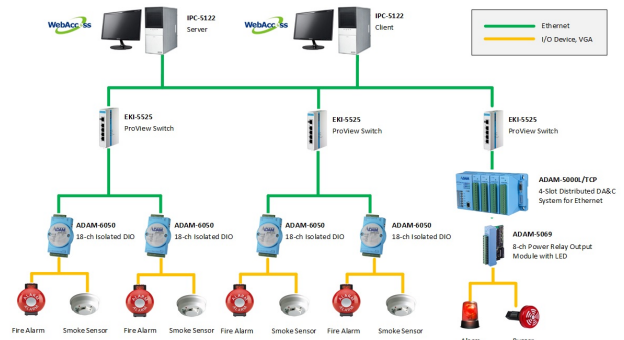 WebAccess
IPC-5122
Server
WebAccess
IPC-5122
Client
Ethernet
I/O Device, VGA
EKI-5525
ProView Switch
EKI-5525
ProView Switch
EKI-5525
ProView Switch
ADAM-5000L/TCP
4-Slot Distributed DA&C
System for Ethernet
ADAM-6050
18-ch Isolated DIO
ADAM-6050
18-ch Isolated DIO
ADAM-6050
18-ch Isolated DIO
ADAM-6050
18-ch Isolated DIO
ADAM-5069
8-ch Power Relay Output
Module with LED
Fire Alarm
Smoke Sensor
Fire Alarm
Smoke Sensor
Fire Alarm
Smoke Sensor
Fire Alarm
Smoke Sensor